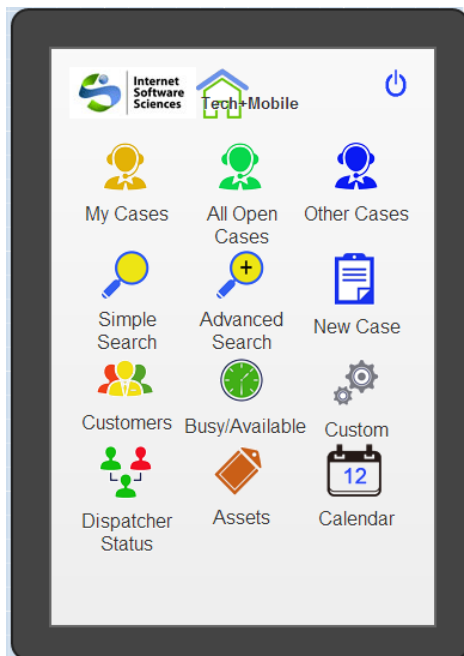 Internet
Software
Sciences
Tech+Mobile
My Cases
All Open
Cases
Other Cases
Simple
Search
+
Advanced
Search
New Case
Customers
Busy/Available
Custom
Dispatcher
Status
Assets
12
Calendar